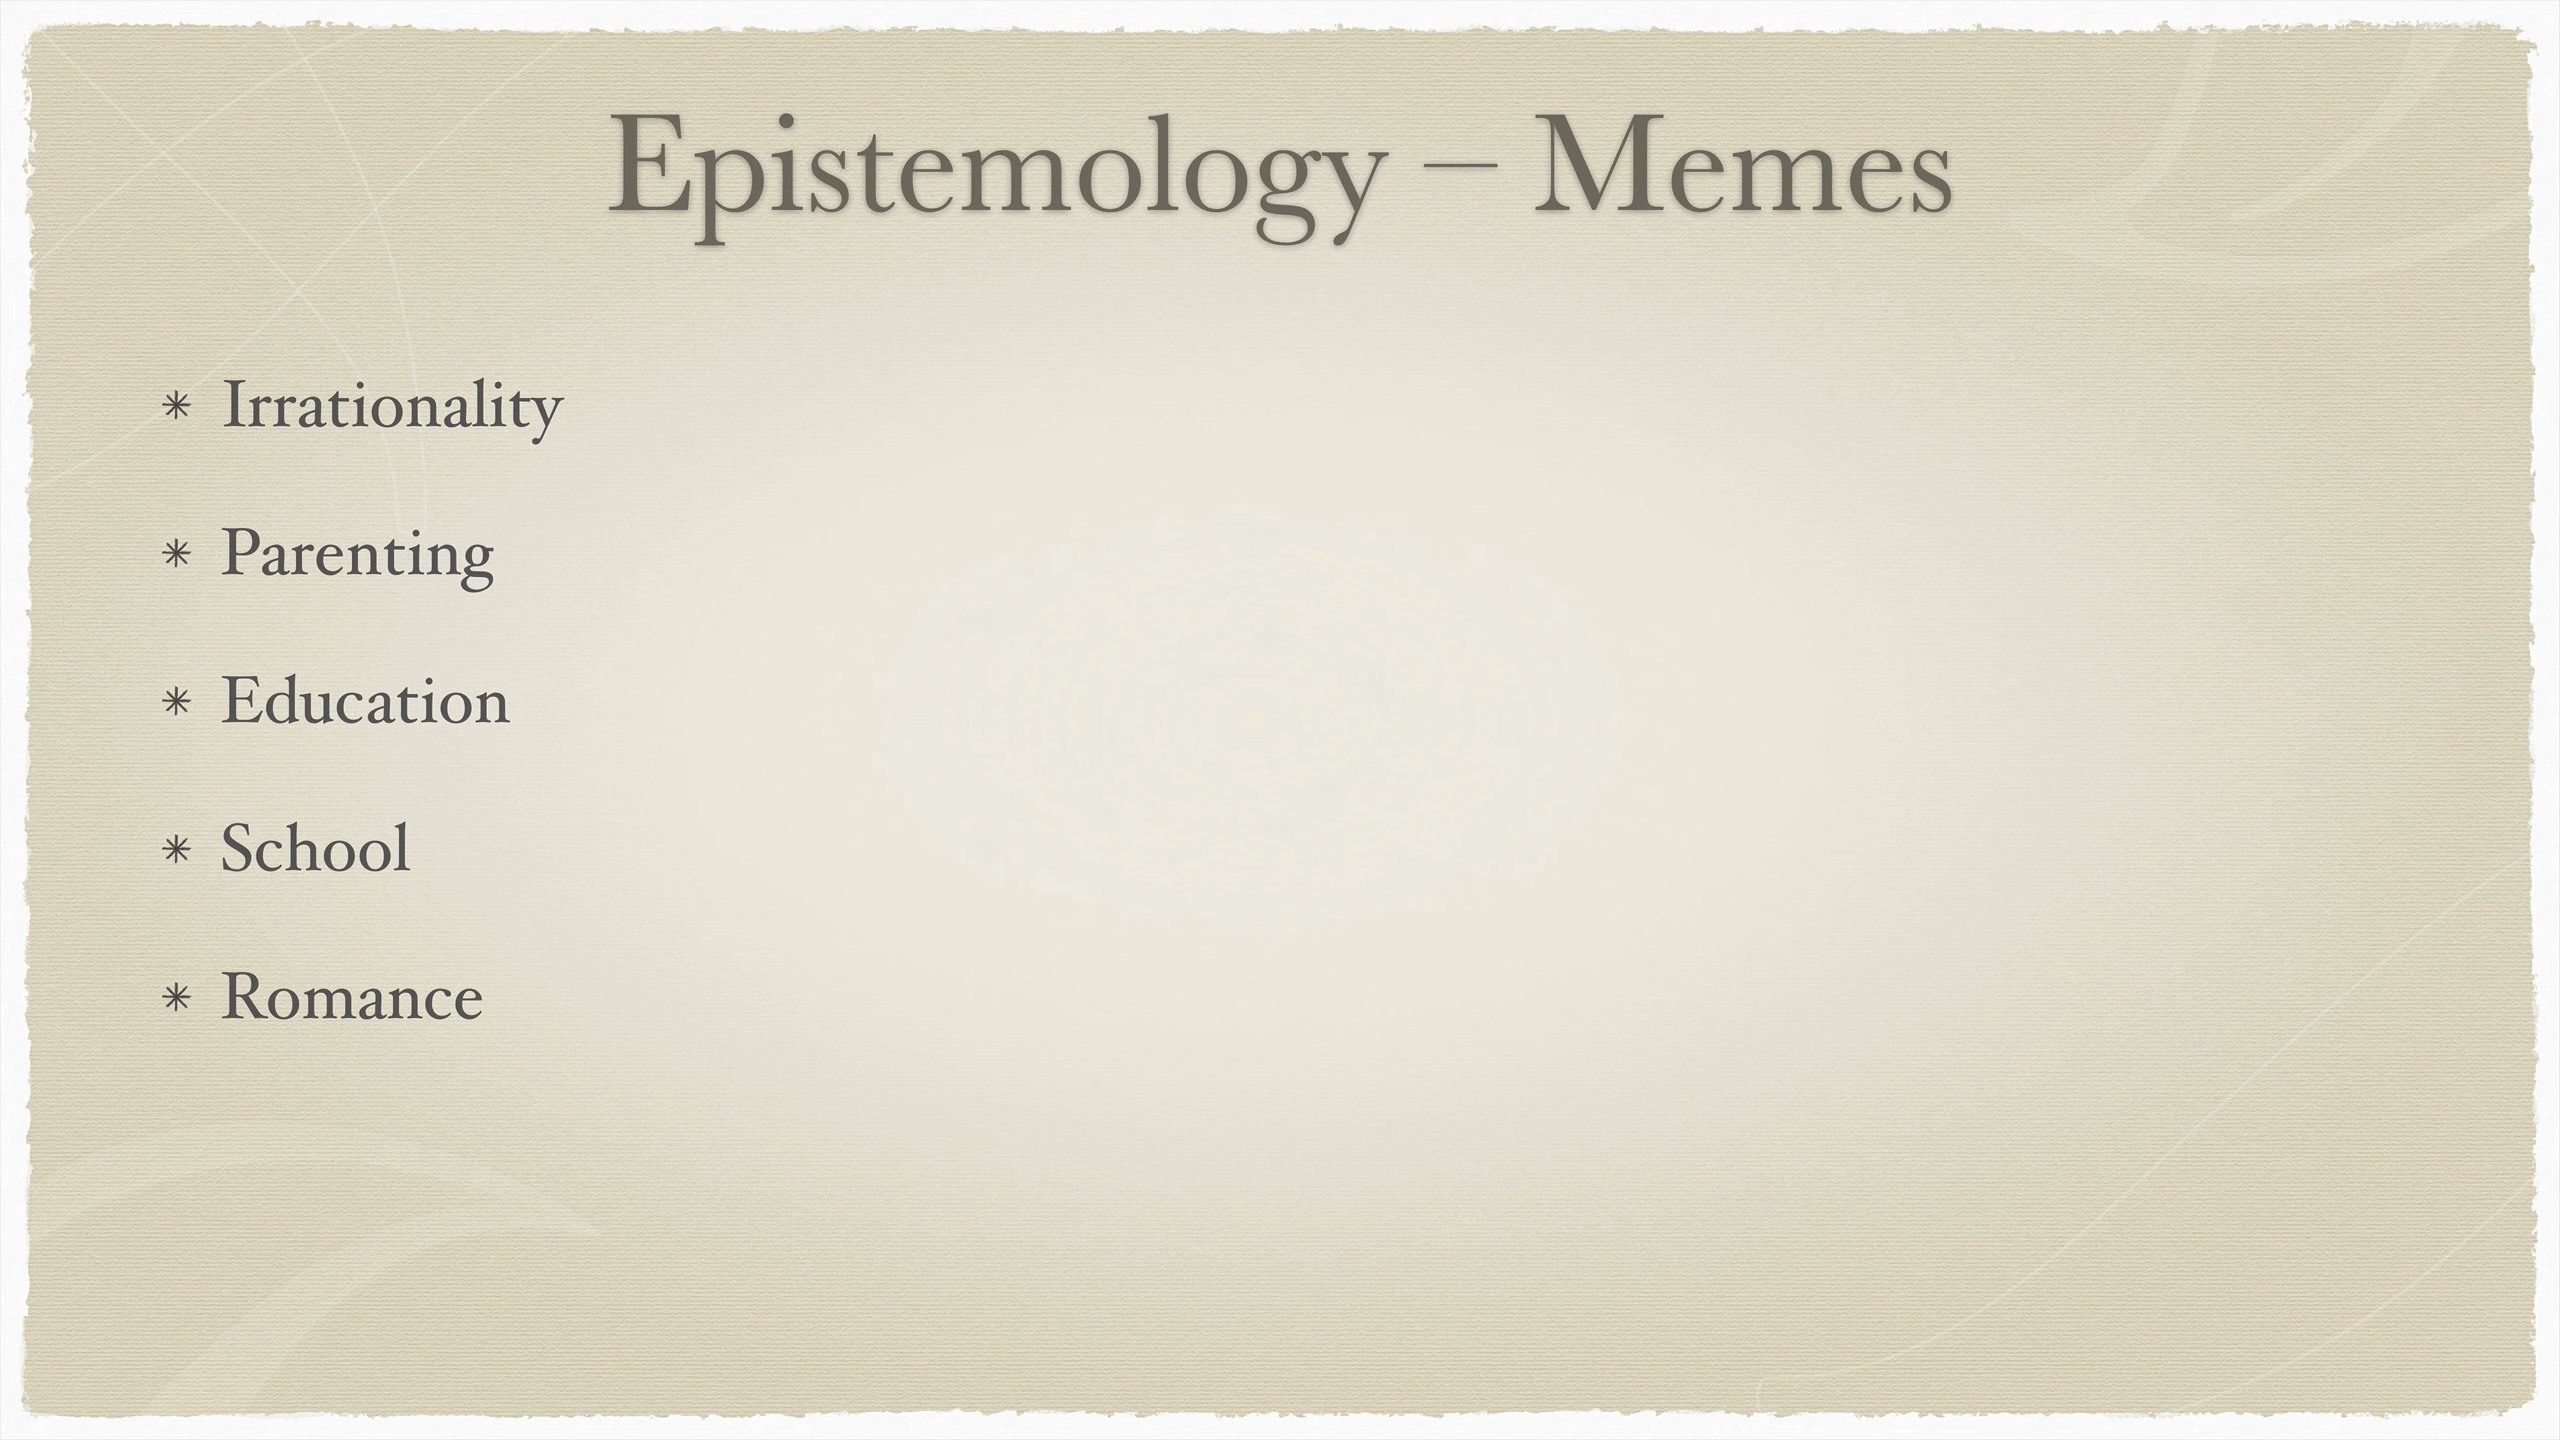 Epistemology – Memes
Irrationality
Parenting
Education
School
Romance